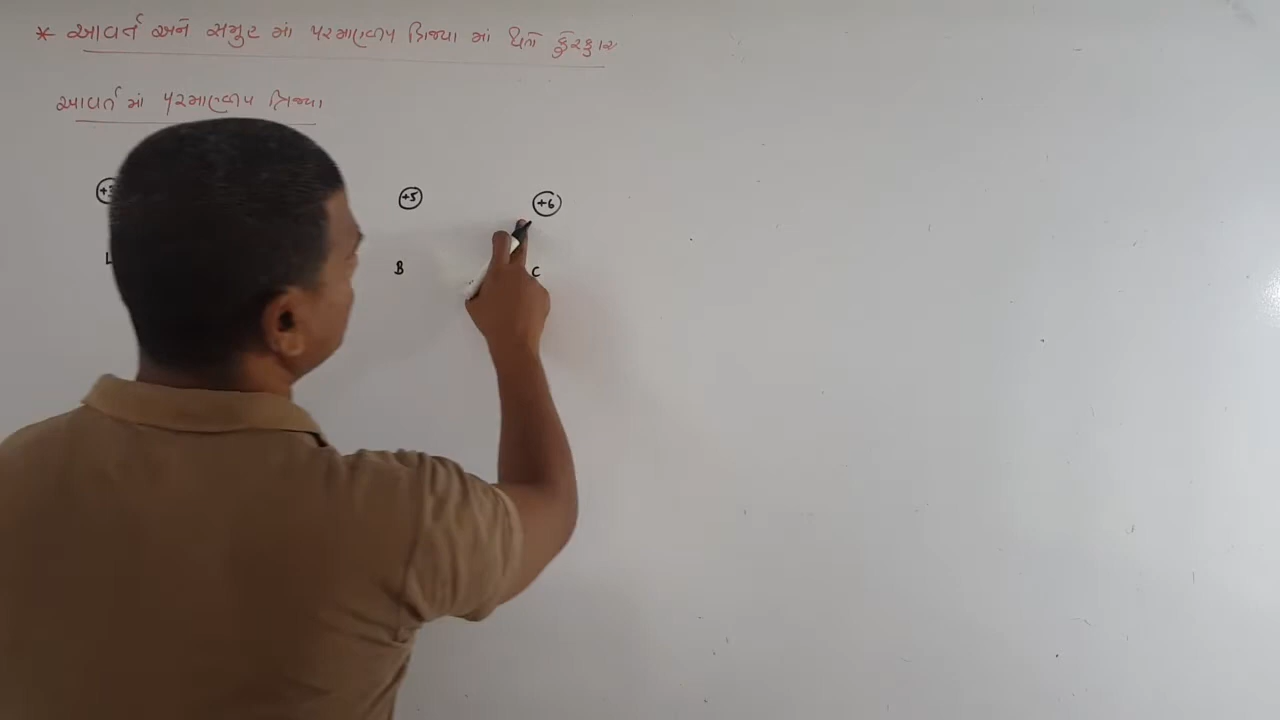 * આવર્ત અને સમુહ માં પરમાણ્વીય ત્રિજ્યા માં થતો ફેરફાર
આવર્ત માં પરમાણ્વીય ત્રિજ્યા
+5 +6
B C